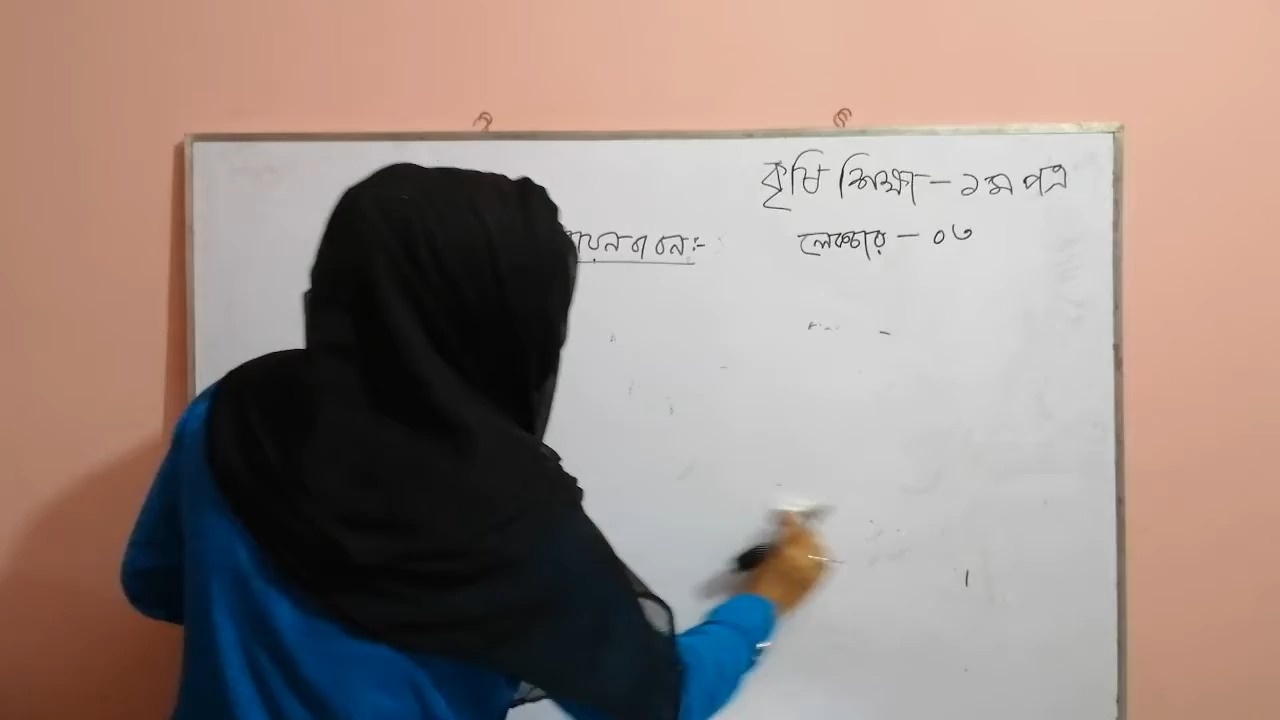 কৃষি শিক্ষা - ১ম পত্র
লেকচার - ০৩